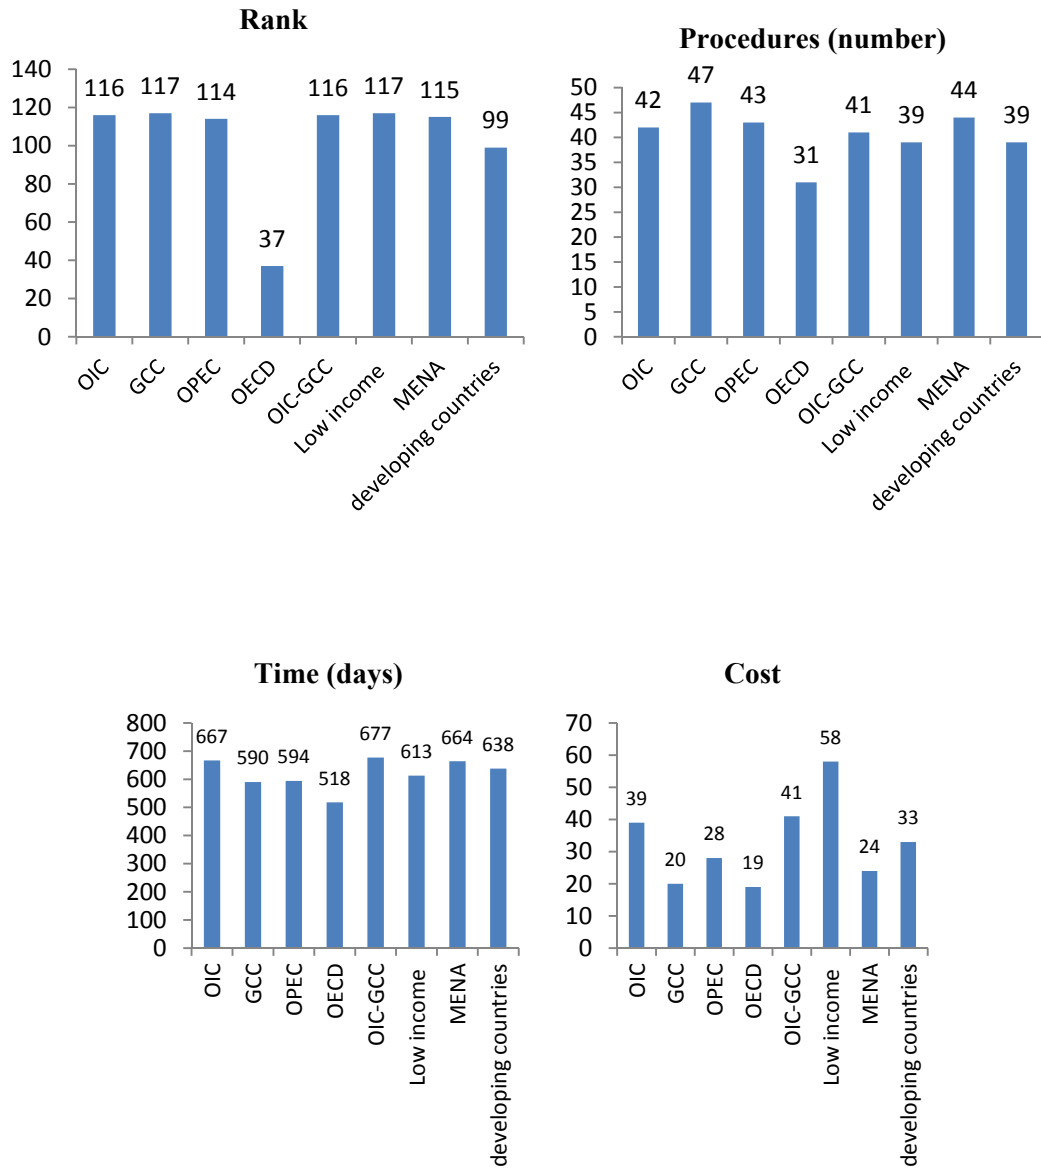 Rank
140
120
100
80
60
40
20
0
116
117
114
37
116
117
115
99
OIC
GCC
OPEC
OECD
OIC-GCC
Low income
MENA
developing countries
Procedures (number)
50
45
40
35
30
25
20
15
10
5
0
42
47
43
31
41
39
44
39
OIC
GCC
OPEC
OECD
OIC-GCC
Low income
MENA
developing countries
Time (days)
800
700
600
500
400
300
200
100
0
667
590
594
518
677
613
664
638
OIC
GCC
OPEC
OECD
OIC-GCC
Low income
MENA
developing countries
Cost
70
60
50
40
30
20
10
0
39
20
28
19
41
58
24
33
OIC
GCC
OPEC
OECD
OIC-GCC
Low income
MENA
developing countries